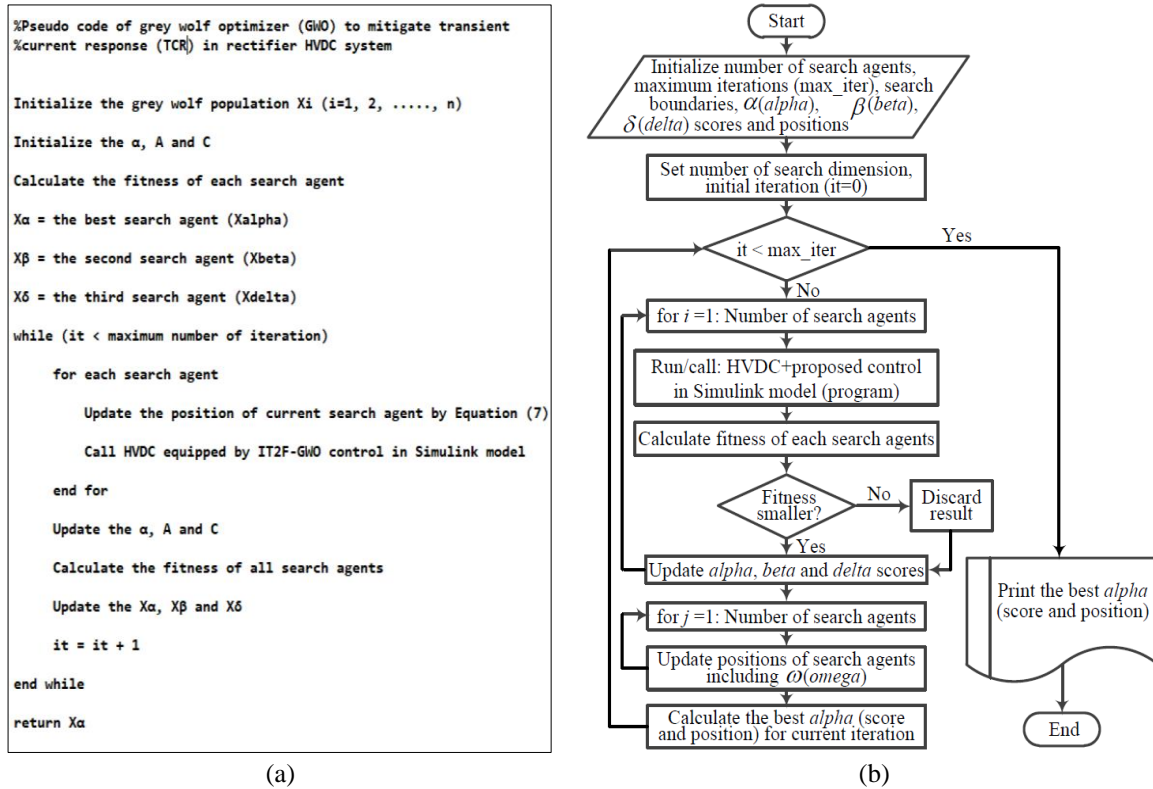 %Pseudo code of grey wolf optimizer (GWO) to mitigate transient
%current response (TCR) in rectifier HVDC system
Initialize the grey wolf population Xi (i=1, 2, ....., n)
Initialize the α, A and C
Calculate the fitness of each search agent
Xα = the best search agent (Xalpha)
Xβ = the second search agent (Xbeta)
Xδ = the third search agent (Xdelta)
while (it < maximum number of iteration)
for each search agent
Update the position of current search agent by Equation (7)
Call HVDC equipped by IT2F-GWO control in Simulink model
end for
Update the α, A and C
Calculate the fitness of all search agents
Update the Xα, Xβ and Xδ
it = it + 1
end while
return Xα
(a)
Start
Initialize number of search agents,
maximum iterations (max_iter), search
boundaries, α(alpha), β(beta),
δ(delta) scores and positions
Set number of search dimension,
initial iteration (it=0)
it < max_iter
Yes
No
for i =1: Number of search agents
Run/call: HVDC+proposed control
in Simulink model (program)
Calculate fitness of each search agents
Fitness
smaller?
No
Discard
result
Yes
Update alpha, beta and delta scores
for j =1: Number of search agents
Update positions of search agents
including ω(omega)
Calculate the best alpha (score
and position) for current iteration
Print the best alpha
(score and position)
End
(b)